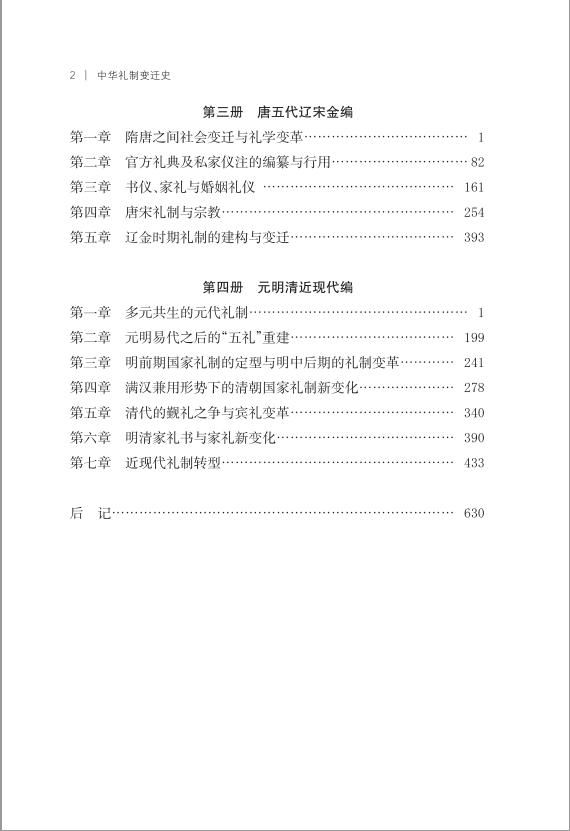 2 | 中华礼制变迁史
第三册 唐五代辽宋金编
第一章 隋唐之间社会变迁与礼学变革…………………………… 1
第二章 官方礼典及私家仪注的编纂与行用…………………… 82
第三章 书仪、家礼与婚姻礼仪 ……………………………… 161
第四章 唐宋礼制与宗教……………………………………… 254
第五章 辽金时期礼制的建构与变迁………………………… 393
第四册 元明清近现代编
第一章 多元共生的元代礼制………………………………… 1
第二章 元明易代之后的“五礼”重建………………………… 199
第三章 明前期国家礼制的定型与明中后期的礼制变革………… 241
第四章 满汉兼用形势下的清朝国家礼制新变化……………… 278
第五章 清代的觐礼之争与宾礼变革………………………… 340
第六章 明清家礼书与家礼新变化…………………………… 390
第七章 近现代礼制转型……………………………………… 433
后 记………………………………………………………… 630